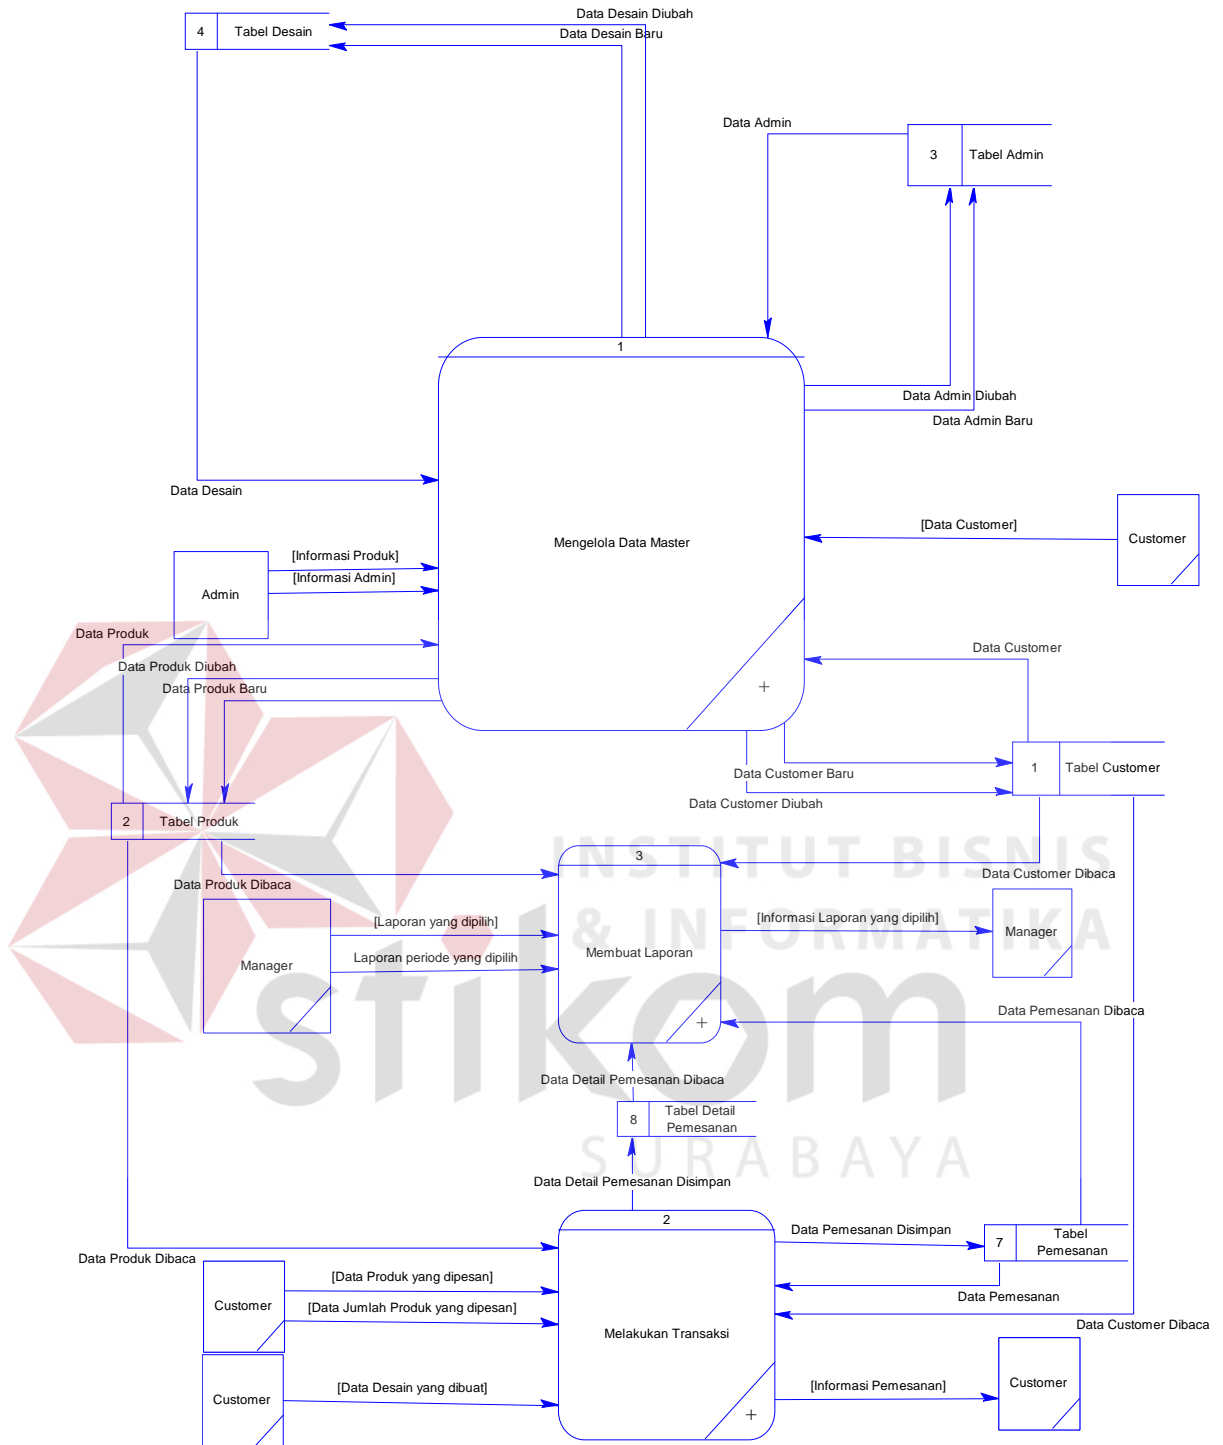 Data Desain Diubah
4 Tabel Desain
Data Desain Baru
Data Admin
3 Tabel Admin
1
Data Admin Diubah
Data Admin Baru
Data Desain
[Data Customer]
Customer
Mengelola Data Master
[Informasi Produk]
[Informasi Admin]
Admin
Data Produk
Data Customer
Data Produk Diubah
Data Produk Baru
+
Data Customer Baru
1 Tabel Customer
Data Customer Diubah
2 Tabel Produk
INSTITUT BISNIS
3
Data Customer Dibaca
Data Produk Dibaca
[Laporan yang dipilih]
[Informasi Laporan yang dipilih]
& INFORMATIKA
Manager
Membuat Laporan
Laporan periode yang dipilih
Manager
stikom
Data Pemesanan Dibaca
+
Data Detail Pemesanan Dibaca
8 Tabel Detail
Pemesanan
SURABAYA
Data Detail Pemesanan Disimpan
2
Data Pemesanan Disimpan
7 Tabel
Pemesanan
Data Produk Dibaca
[Data Produk yang dipesan]
Data Pemesanan
Customer
[Data Jumlah Produk yang dipesan]
Data Customer Dibaca
Melakukan Transaksi
[Data Desain yang dibuat]
[Informasi Pemesanan]
Customer
Customer
+